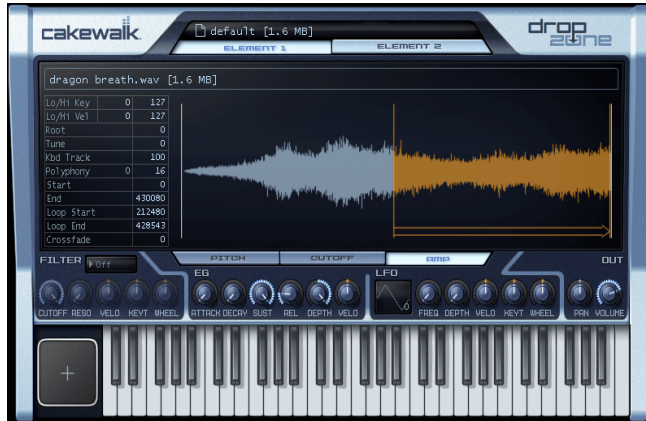 cakewalk.
default [1.6 MB]
drop
zone
ELEMENT 1 ELEMENT 2
dragon breath.wav [1.6 MB]
Lo/Hi Key 0 127
Lo/Hi Vel 0 127
Root 0
Tune 0
Kbd Track 100
Polyphony 0 16
Start 0
End 430080
Loop Start 212480
Loop End 428543
Crossfade 0
PITCH CUTOFF AMP
FILTER Off EG LFO OUT
6
CUTOFF RESO VELO KEYT WHEEL ATTACK DECAY SUST REL DEPTH VELO FREQ DEPTH VELO KEYT WHEEL PAN VOLUME